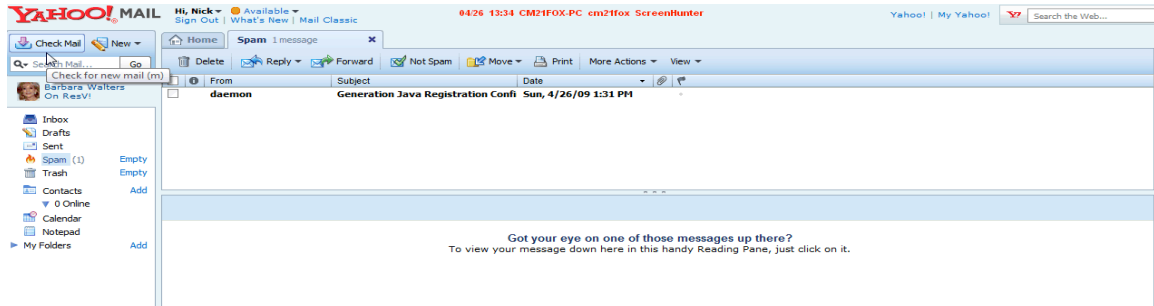 YAHOO! MAIL
Hi, Nick Available
Sign Out | What's New | Mail Classic
04/26 13:34 CM21FOX-PC cm21fox ScreenHunter
Yahoo! | My Yahoo! Y! Search the Web...
Check Mail New
Home Spam 1 message x
Search Mail... Go
Delete Reply Forward Not Spam Move Print More Actions View
Check for new mail (m)
From Subject Date
Barbara Walters
On ResV!
daemon Generation Java Registration Confi Sun, 4/26/09 1:31 PM
Inbox
Drafts
Sent
Spam (1) Empty
Trash Empty
Contacts Add
0 Online
Calendar
Notepad
My Folders Add
Got your eye on one of those messages up there?
To view your message down here in this handy Reading Pane, just click on it.